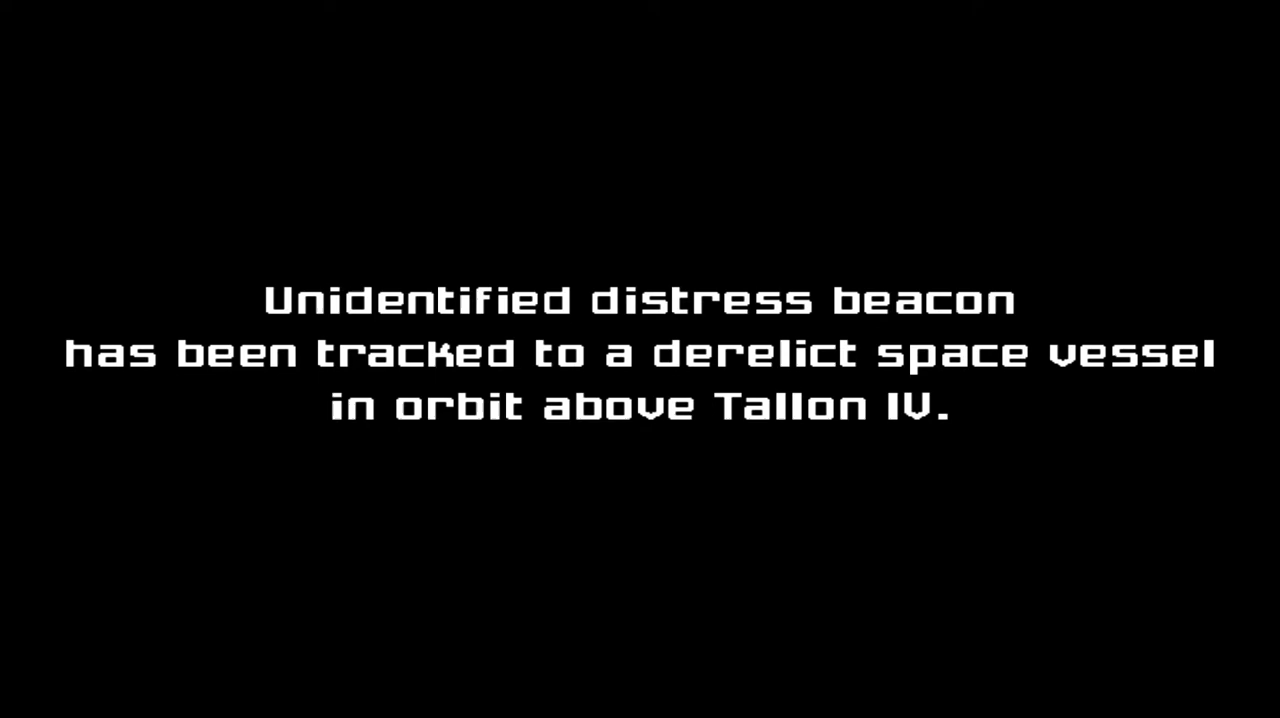 Unidentified distress beacon
has been tracked to a derelict space vessel
in orbit above Tallon IV.